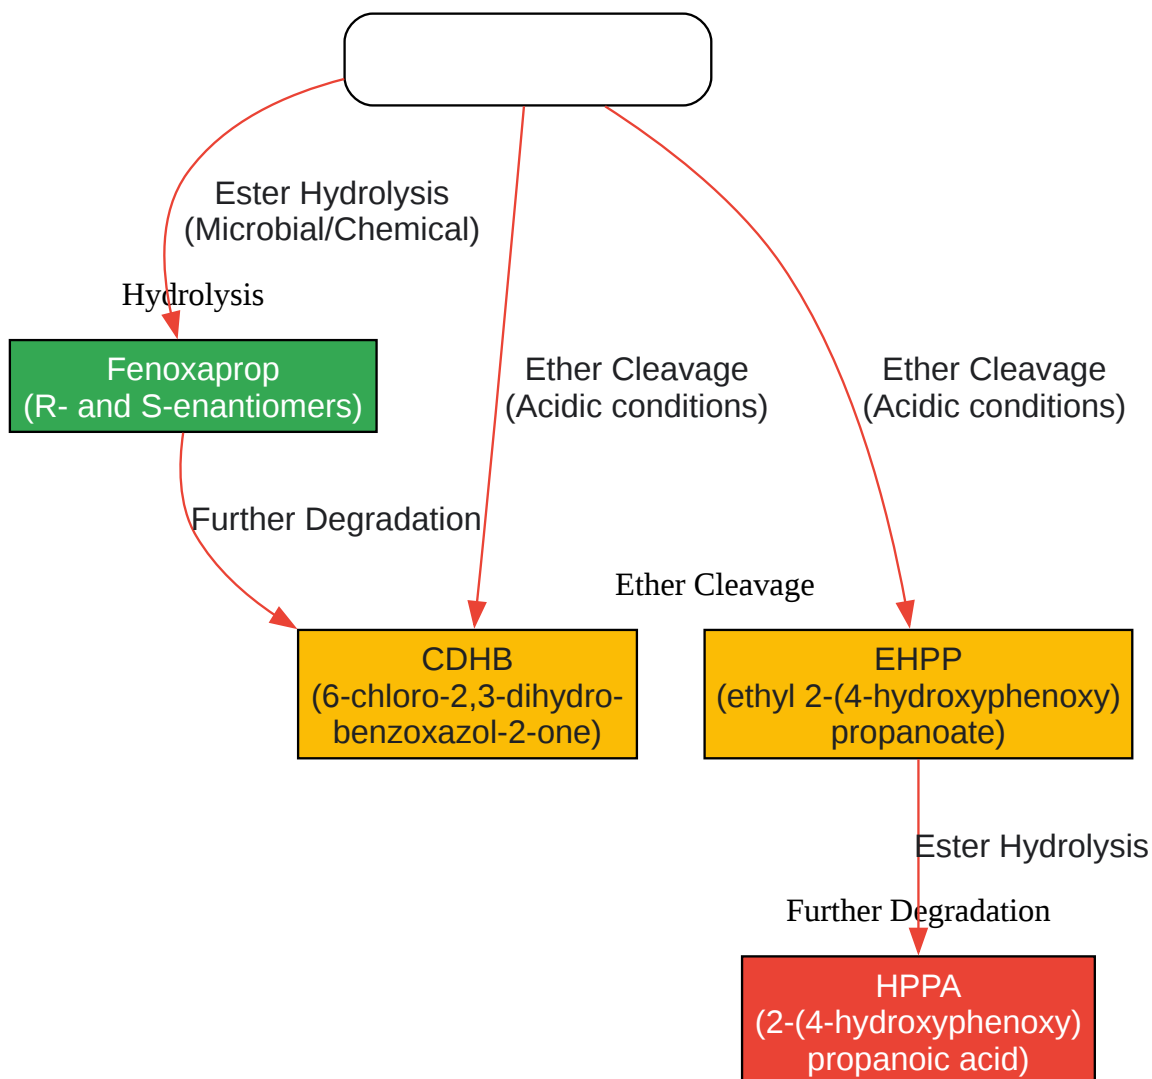 Ester Hydrolysis
(Microbial/Chemical)
Hydrolysis
Fenoxaprop
(R- and S-enantiomers)
Ether Cleavage
(Acidic conditions)
Ether Cleavage
(Acidic conditions)
Further Degradation
Ether Cleavage
CDHB
(6-chloro-2,3-dihydro-
benzoxazol-2-one)
EHPP
(ethyl 2-(4-hydroxyphenoxy)
propanoate)
Ester Hydrolysis
Further Degradation
HPPA
(2-(4-hydroxyphenoxy)
propanoic acid)